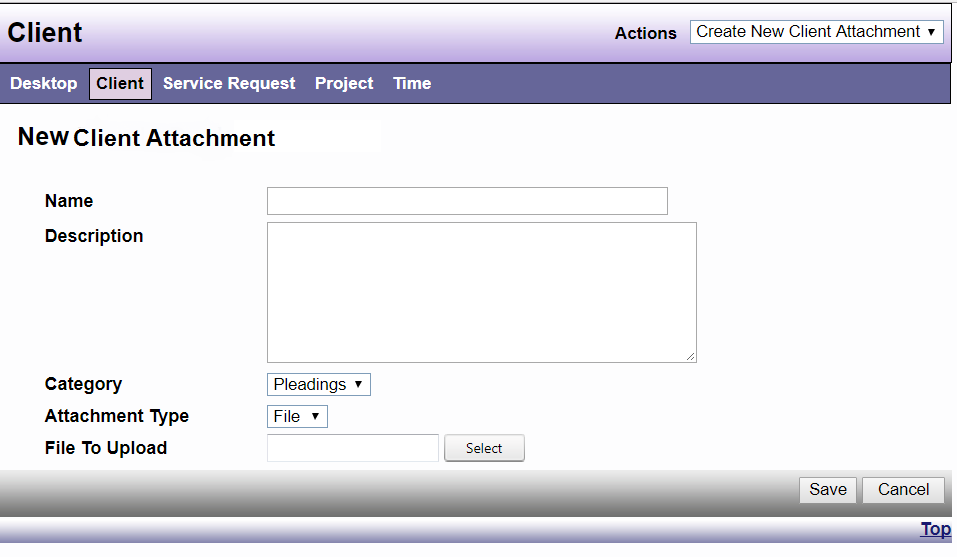 Client
Actions Create New Client Attachment
Desktop Client Service Request Project Time
New Client Attachment
Name
Description
Category Pleadings
Attachment Type File
File To Upload Select
Save Cancel
Top